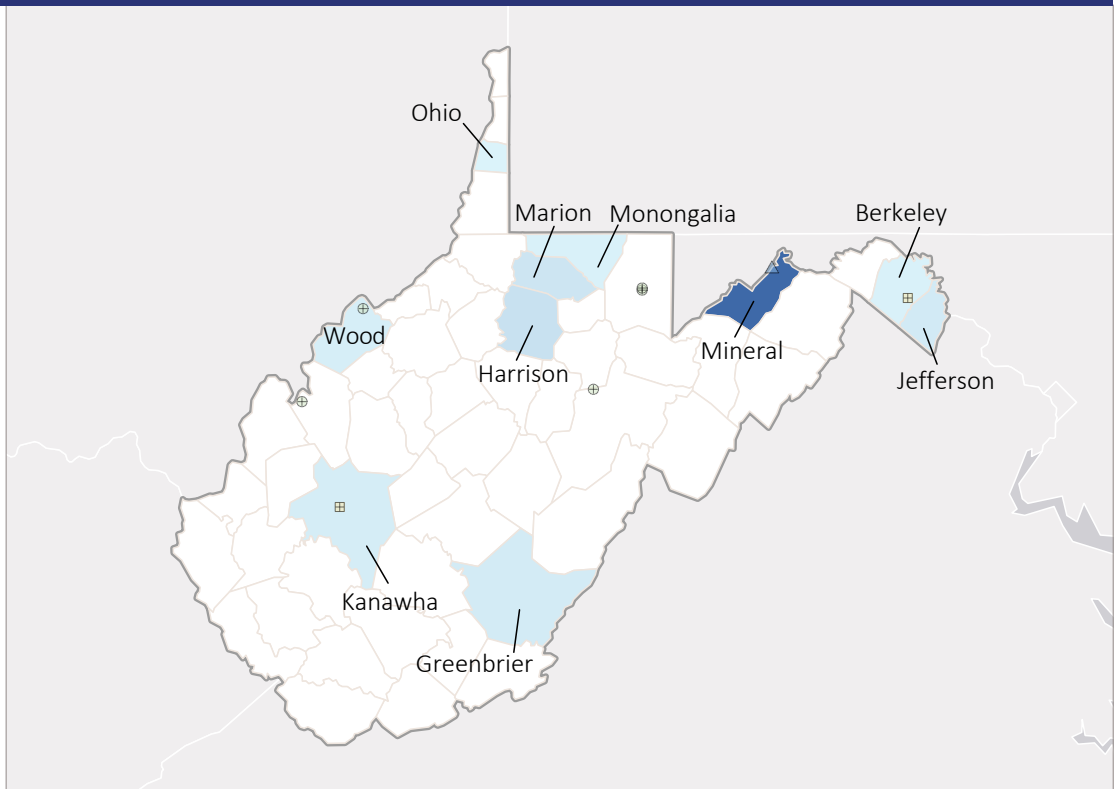 Ohio
Marion
Monongalia
Berkeley
Wood
Harrison
Mineral
Jefferson
Kanawha
Greenbrier